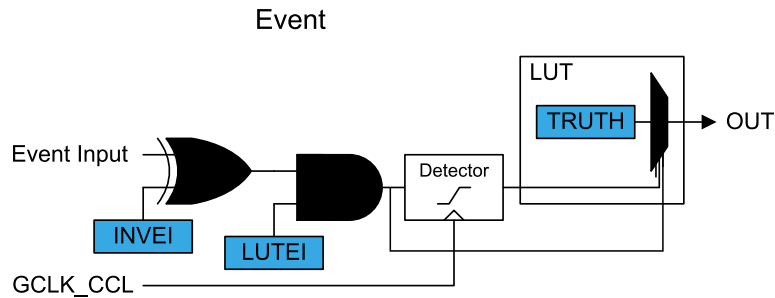 Event
LUT
TRUTH
OUT
Event Input
Detector
INVEI
LUTEI
GCLK_CCL